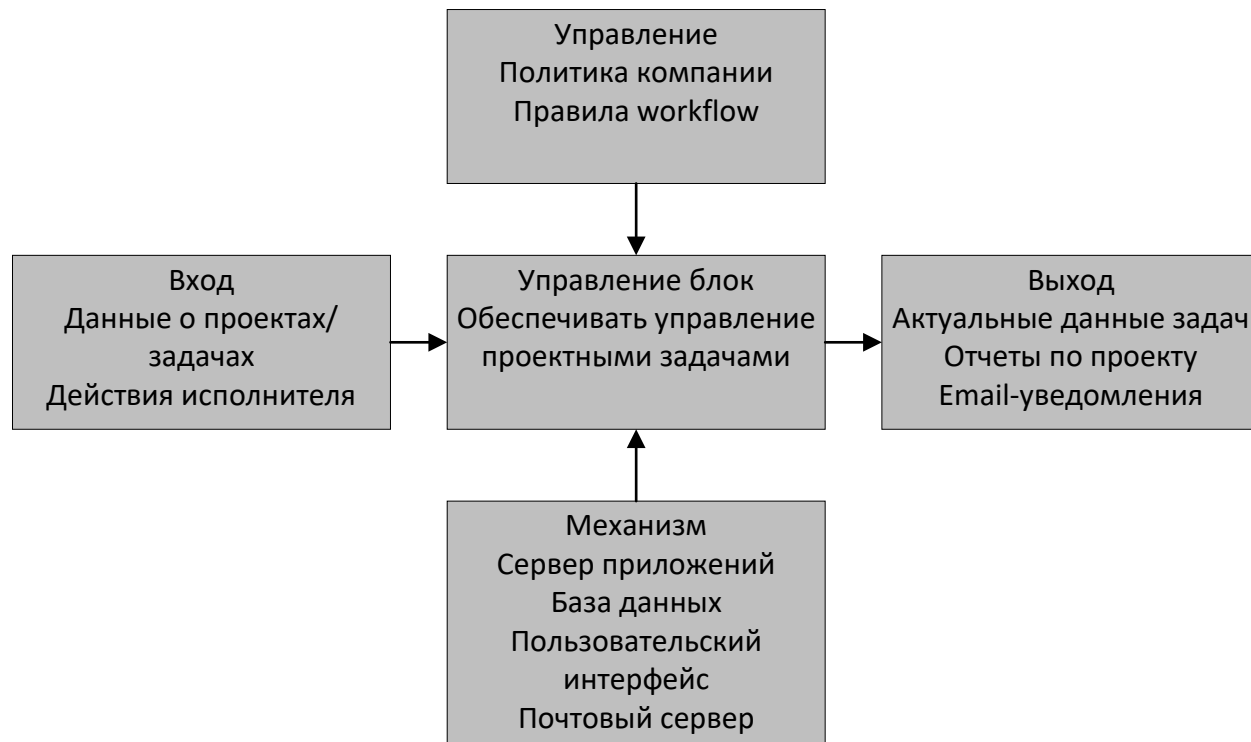 Управление
Политика компании
Правила workflow
Вход
Данные о проектах/
задачах
Действия исполнителя
Управление блок
Обеспечивать управление
проектными задачами
Выход
Актуальные данные задач
Отчеты по проекту
Email-уведомления
Механизм
Сервер приложений
База данных
Пользовательский
интерфейс
Почтовый сервер